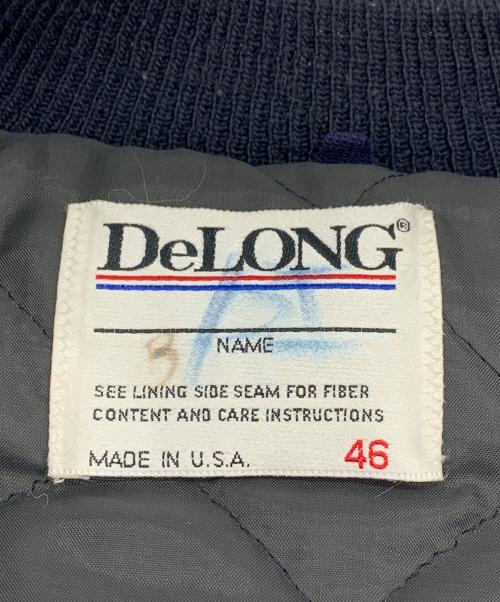 DeLONG®
NAME
SEE LINING SIDE SEAM FOR FIBER
CONTENT AND CARE INSTRUCTIONS
MADE IN U.S.A. 46